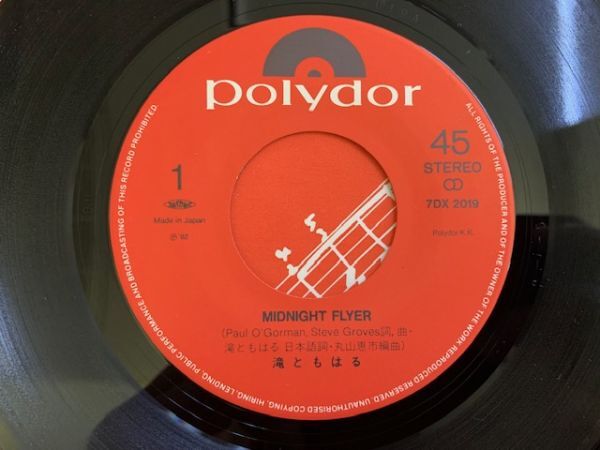 polydor
1
Made in Japan
℗'82
45
STEREO
7DX 2019
Polydor K.K.
MIDNIGHT FLYER
(Paul O'Gorman, Steve Groves詞, 曲・
滝ともはる 日本語詞・丸山恵市編曲)
滝ともはる
ALL RIGHTS OF THE PRODUCER AND OF THE OWNER OF THE WORK REPRODUCED RESERVED. UNAUTHORISED COPYING, HIRING, LENDING, PUBLIC PERFORMANCE AND BROADCASTING OF THIS RECORD PROHIBITED.